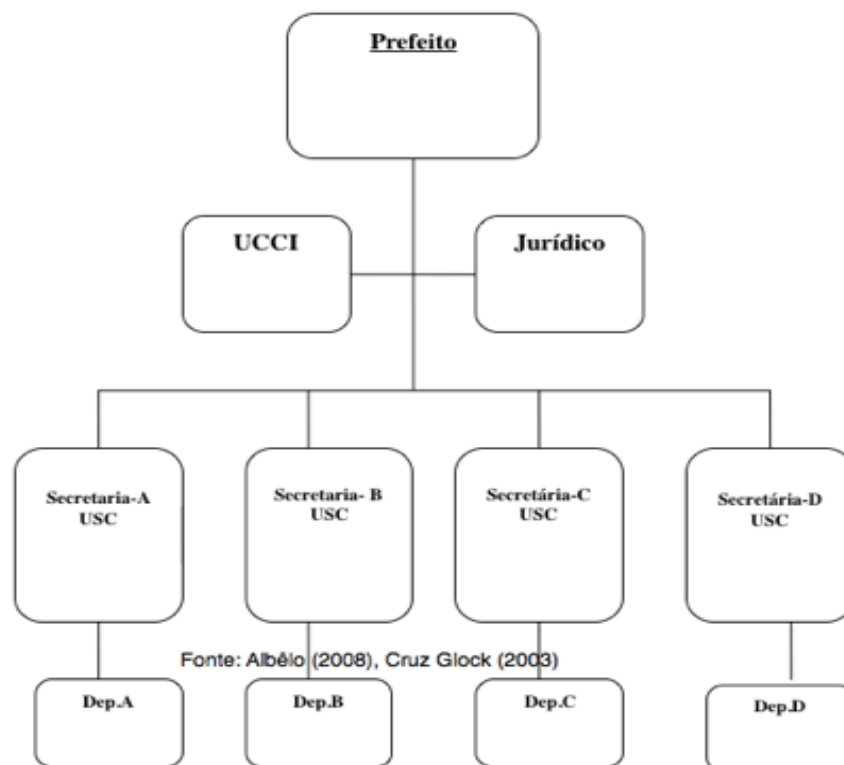 Prefeito
UCCI
Jurídico
Secretaria-A
USC
Secretaria- B
USC
Secretária-C
USC
Secretária-D
USC
Fonte: Albêlo (2008), Cruz Glock (2003)
Dep.A
Dep.B
Dep.C
Dep.D